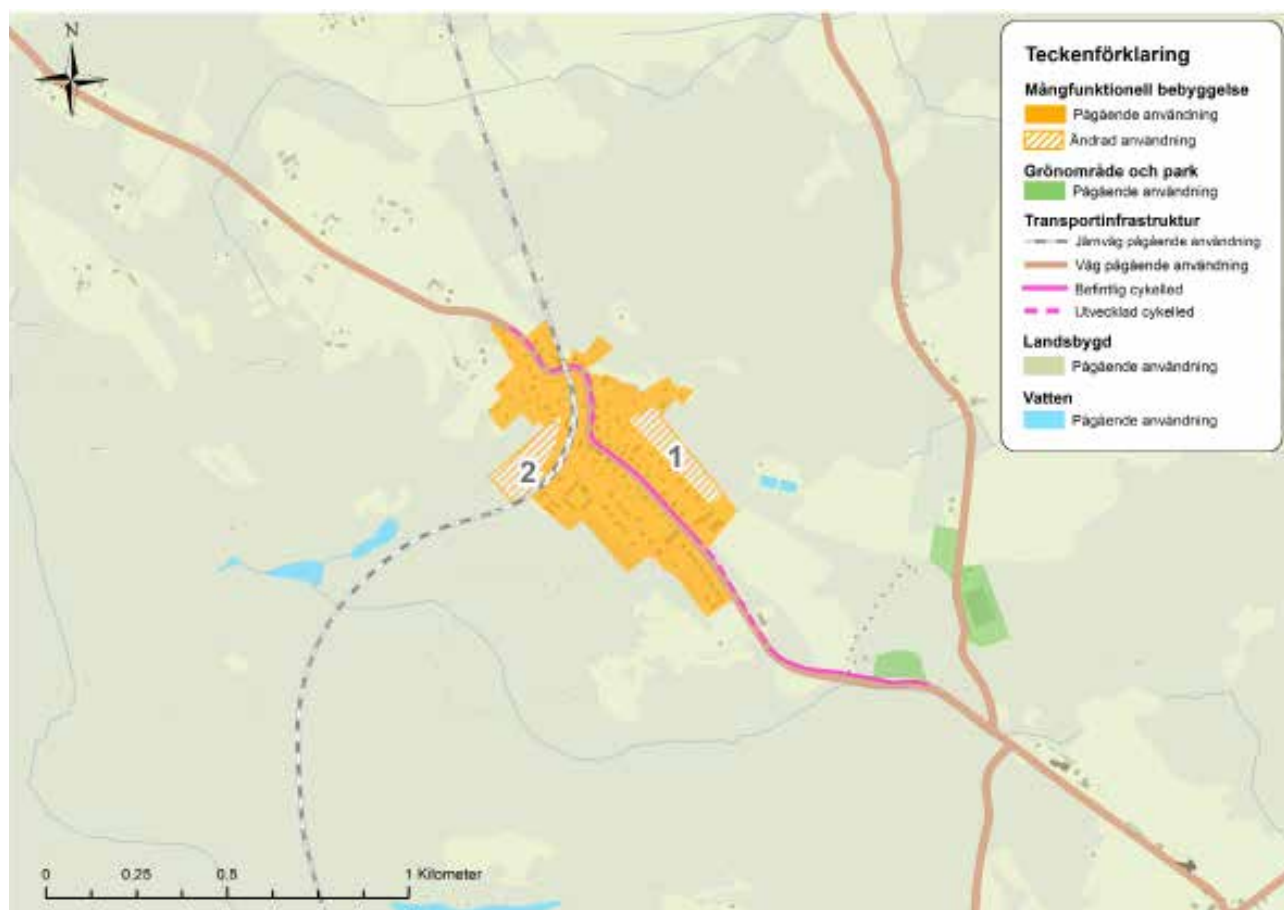 N
Teckenförklaring
Mångfunktionell bebyggelse
Pågående användning
Ändrad användning
Grönområde och park
Pågående användning
Transportinfrastruktur
Järnväg pågående användning
Väg pågående användning
Befintlig cykelled
Utvecklad cykelled
Landsbygd
Pågående användning
Vatten
Pågående användning
1
2
0 0.25 0.5 1 Kilometer